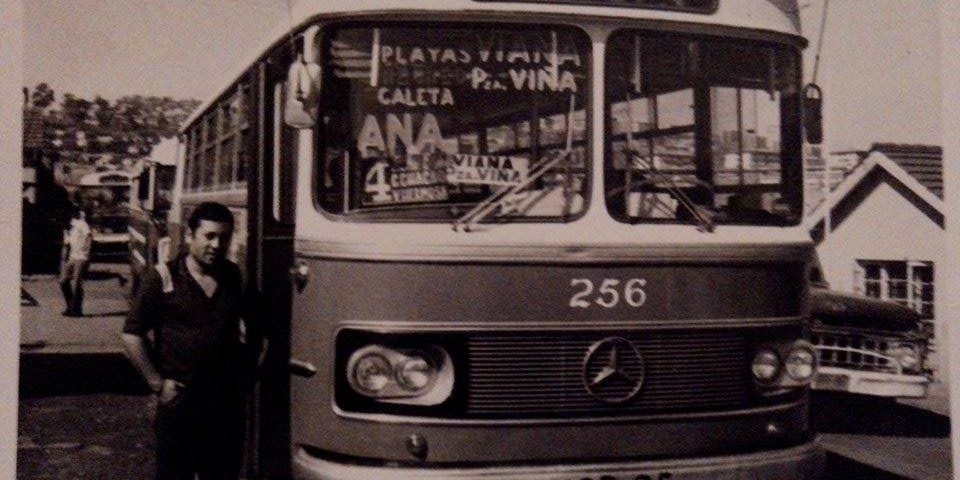 PLAYAS VIANA
Pza. VIÑA
CALETA
ANA
VIANA
Pza. VIÑA
4
256